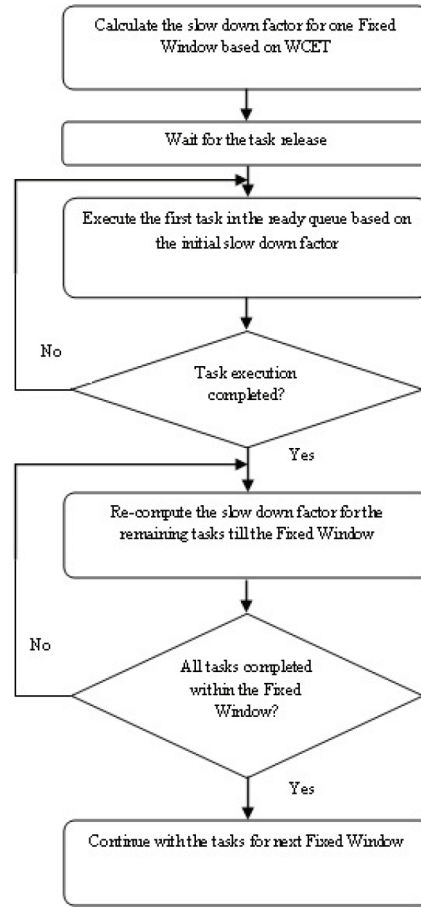 Calculate the slow down factor for one Fixed
Window based on WCET
Wait for the task release
Execute the first task in the ready queue based on
the initial slow down factor
No
Task execution
completed?
Yes
Re-compute the slow down factor for the
remaining tasks till the Fixed Window
No
All tasks completed
within the Fixed
Window?
Yes
Continue with the tasks for next Fixed Window